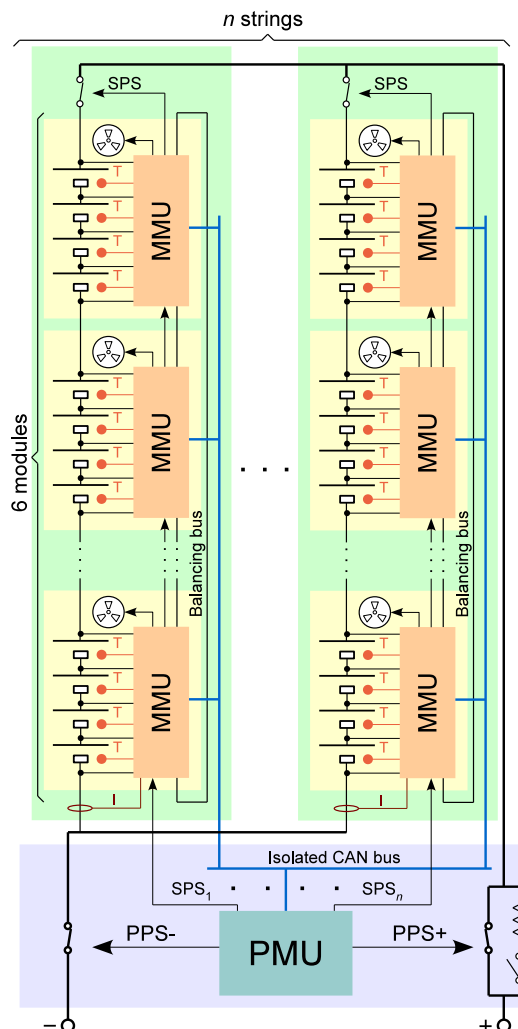 n strings
SPS
SPS
T
T
T
T
MMU
T
T
T
T
MMU
6 modules
T
T
T
T
MMU
T
T
T
T
MMU
. . .
Balancing bus
Balancing bus
T
T
T
T
MMU
T
T
T
T
MMU
I
I
Isolated CAN bus
SPS1 . . . . SPSn
PPS- PMU PPS+
− +